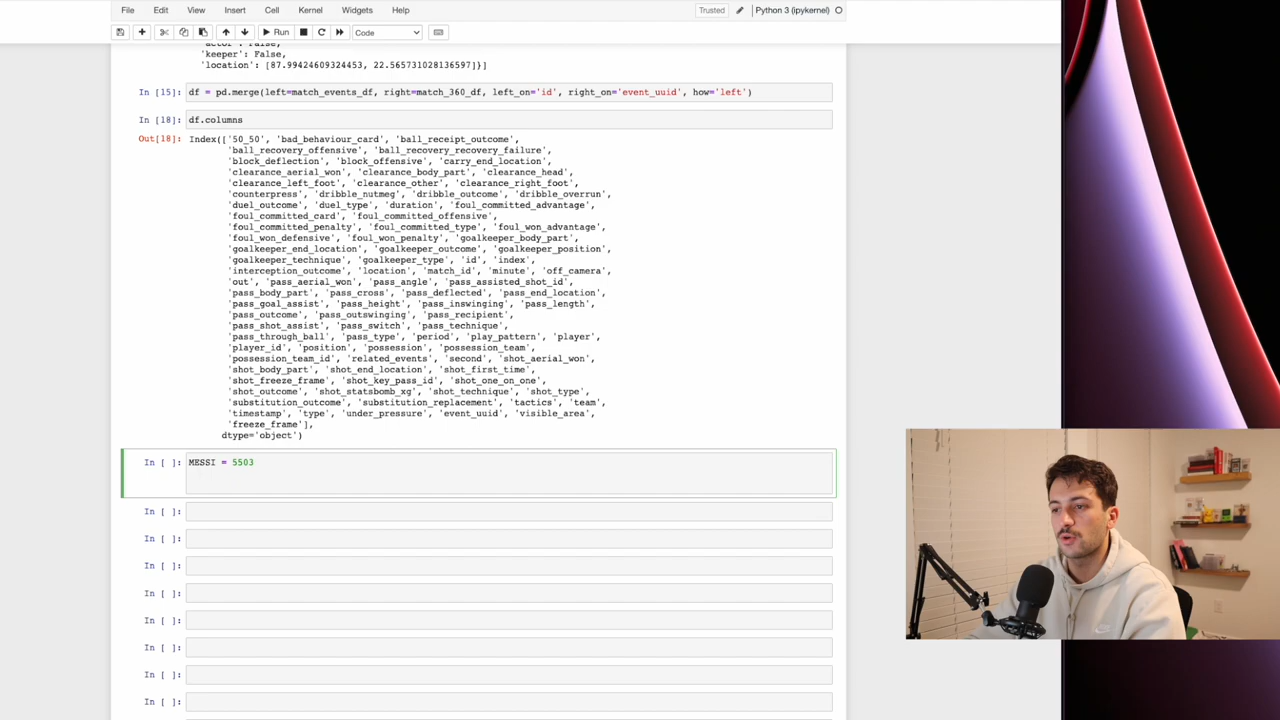 File Edit View Insert Cell Kernel Widgets Help Trusted Python 3 (ipykernel)
Run Code
'actor': False,
'keeper': False,
'location': [87.99424609324453, 22.565731028136597]}]
In [15]: df = pd.merge(left=match_events_df, right=match_360_df, left_on='id', right_on='event_uuid', how='left')
In [18]: df.columns
Out[18]: Index(['50_50', 'bad_behaviour_card', 'ball_receipt_outcome',
'ball_recovery_offensive', 'ball_recovery_recovery_failure',
'block_deflection', 'block_offensive', 'carry_end_location',
'clearance_aerial_won', 'clearance_body_part', 'clearance_head',
'clearance_left_foot', 'clearance_other', 'clearance_right_foot',
'counterpress', 'dribble_nutmeg', 'dribble_outcome', 'dribble_overrun',
'duel_outcome', 'duel_type', 'duration', 'foul_committed_advantage',
'foul_committed_card', 'foul_committed_offensive',
'foul_committed_penalty', 'foul_committed_type', 'foul_won_advantage',
'foul_won_defensive', 'foul_won_penalty', 'goalkeeper_body_part',
'goalkeeper_end_location', 'goalkeeper_outcome', 'goalkeeper_position',
'goalkeeper_technique', 'goalkeeper_type', 'id', 'index',
'interception_outcome', 'location', 'match_id', 'minute', 'off_camera',
'out', 'pass_aerial_won', 'pass_angle', 'pass_assisted_shot_id',
'pass_body_part', 'pass_cross', 'pass_deflected', 'pass_end_location',
'pass_goal_assist', 'pass_height', 'pass_inswinging', 'pass_length',
'pass_outcome', 'pass_outswinging', 'pass_recipient',
'pass_shot_assist', 'pass_switch', 'pass_technique',
'pass_through_ball', 'pass_type', 'period', 'play_pattern', 'player',
'player_id', 'position', 'possession', 'possession_team',
'possession_team_id', 'related_events', 'second', 'shot_aerial_won',
'shot_body_part', 'shot_end_location', 'shot_first_time',
'shot_freeze_frame', 'shot_key_pass_id', 'shot_one_on_one',
'shot_outcome', 'shot_statsbomb_xg', 'shot_technique', 'shot_type',
'substitution_outcome', 'substitution_replacement', 'tactics', 'team',
'timestamp', 'type', 'under_pressure', 'event_uuid', 'visible_area',
'freeze_frame'],
dtype='object')
In [ ]: MESSI = 5503
In [ ]:
In [ ]:
In [ ]:
In [ ]:
In [ ]:
In [ ]:
In [ ]:
In [ ]: